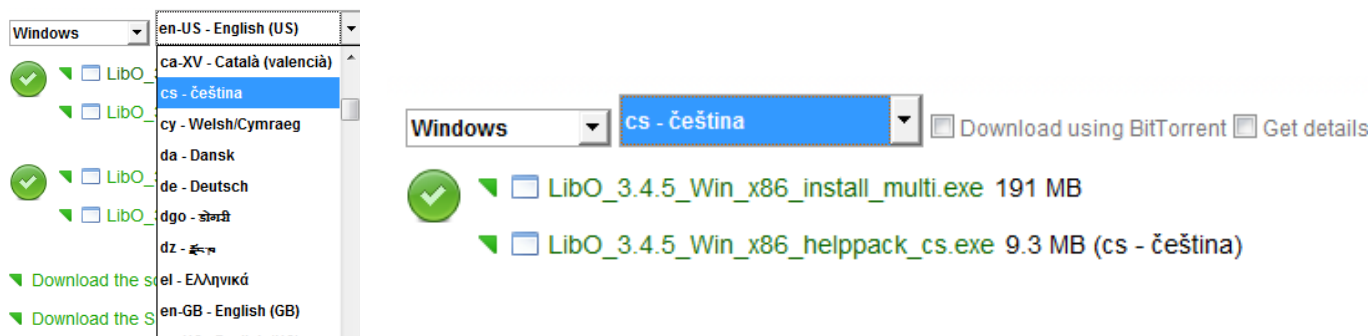 Windows
en-US - English (US)
ca-XV - Català (valencià)
LibO_
cs - čeština
LibO_
cy - Welsh/Cymraeg
da - Dansk
LibO_
de - Deutsch
LibO_
dgo - डोगरी
dz -
Download the so
el - Ελληνικά
Download the S
en-GB - English (GB)
Windows
cs - čeština
Download using BitTorrent
Get details
LibO_3.4.5_Win_x86_install_multi.exe 191 MB
LibO_3.4.5_Win_x86_helppack_cs.exe 9.3 MB (cs - čeština)